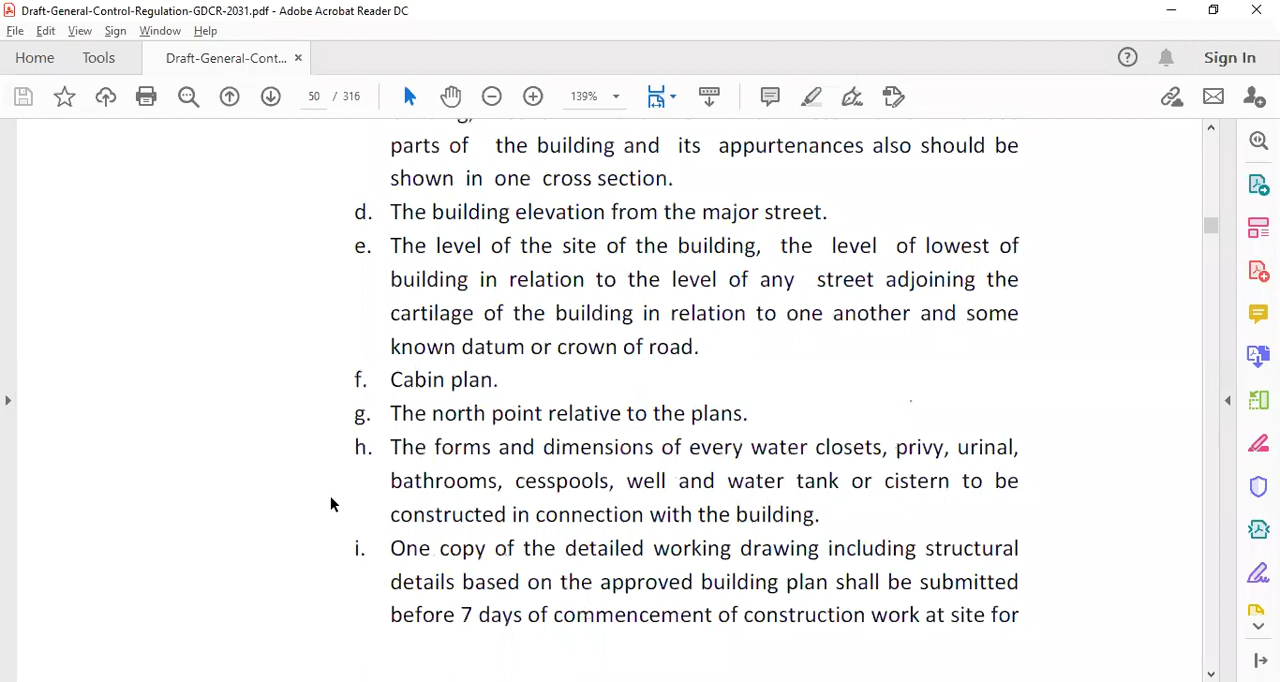 Draft-General-Control-Regulation-GDCR-2031.pdf - Adobe Acrobat Reader DC
File Edit View Sign Window Help
Home Tools Draft-General-Cont... × Sign In
50 / 316 139%
parts of the building and its appurtenances also should be
shown in one cross section.
d. The building elevation from the major street.
e. The level of the site of the building, the level of lowest of
building in relation to the level of any street adjoining the
cartilage of the building in relation to one another and some
known datum or crown of road.
f. Cabin plan.
g. The north point relative to the plans.
h. The forms and dimensions of every water closets, privy, urinal,
bathrooms, cesspools, well and water tank or cistern to be
constructed in connection with the building.
i. One copy of the detailed working drawing including structural
details based on the approved building plan shall be submitted
before 7 days of commencement of construction work at site for